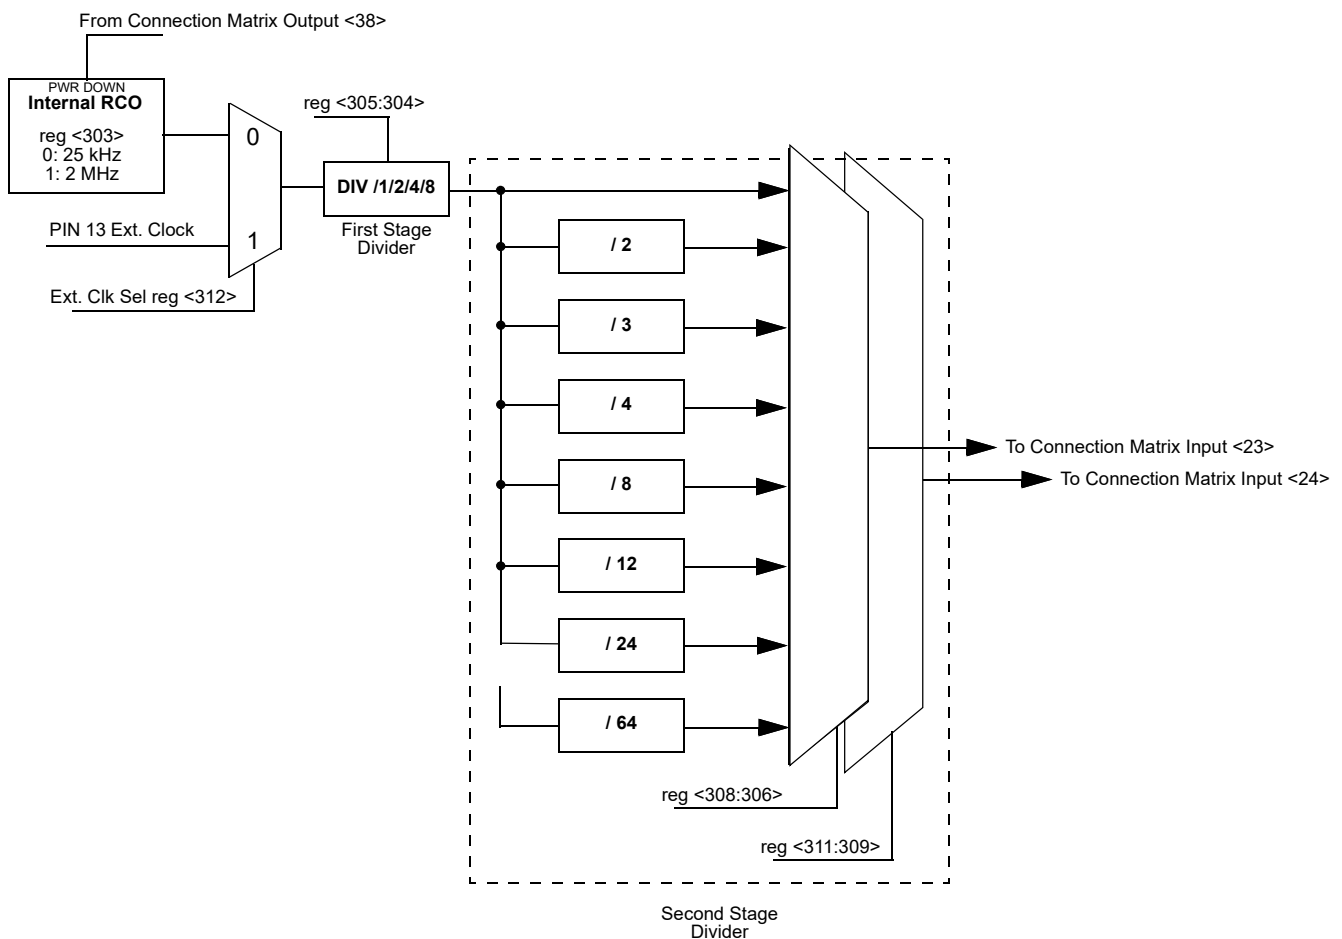 From Connection Matrix Output <38>
PWR DOWN
Internal RCO
reg <303>
0: 25 kHz
1: 2 MHz
PIN 13 Ext. Clock
Ext. Clk Sel reg <312>
0
1
reg <305:304>
DIV /1/2/4/8
First Stage
Divider
/ 2
/ 3
/ 4
/ 8
/ 12
/ 24
/ 64
To Connection Matrix Input <23>
To Connection Matrix Input <24>
reg <308:306>
reg <311:309>
Second Stage
Divider